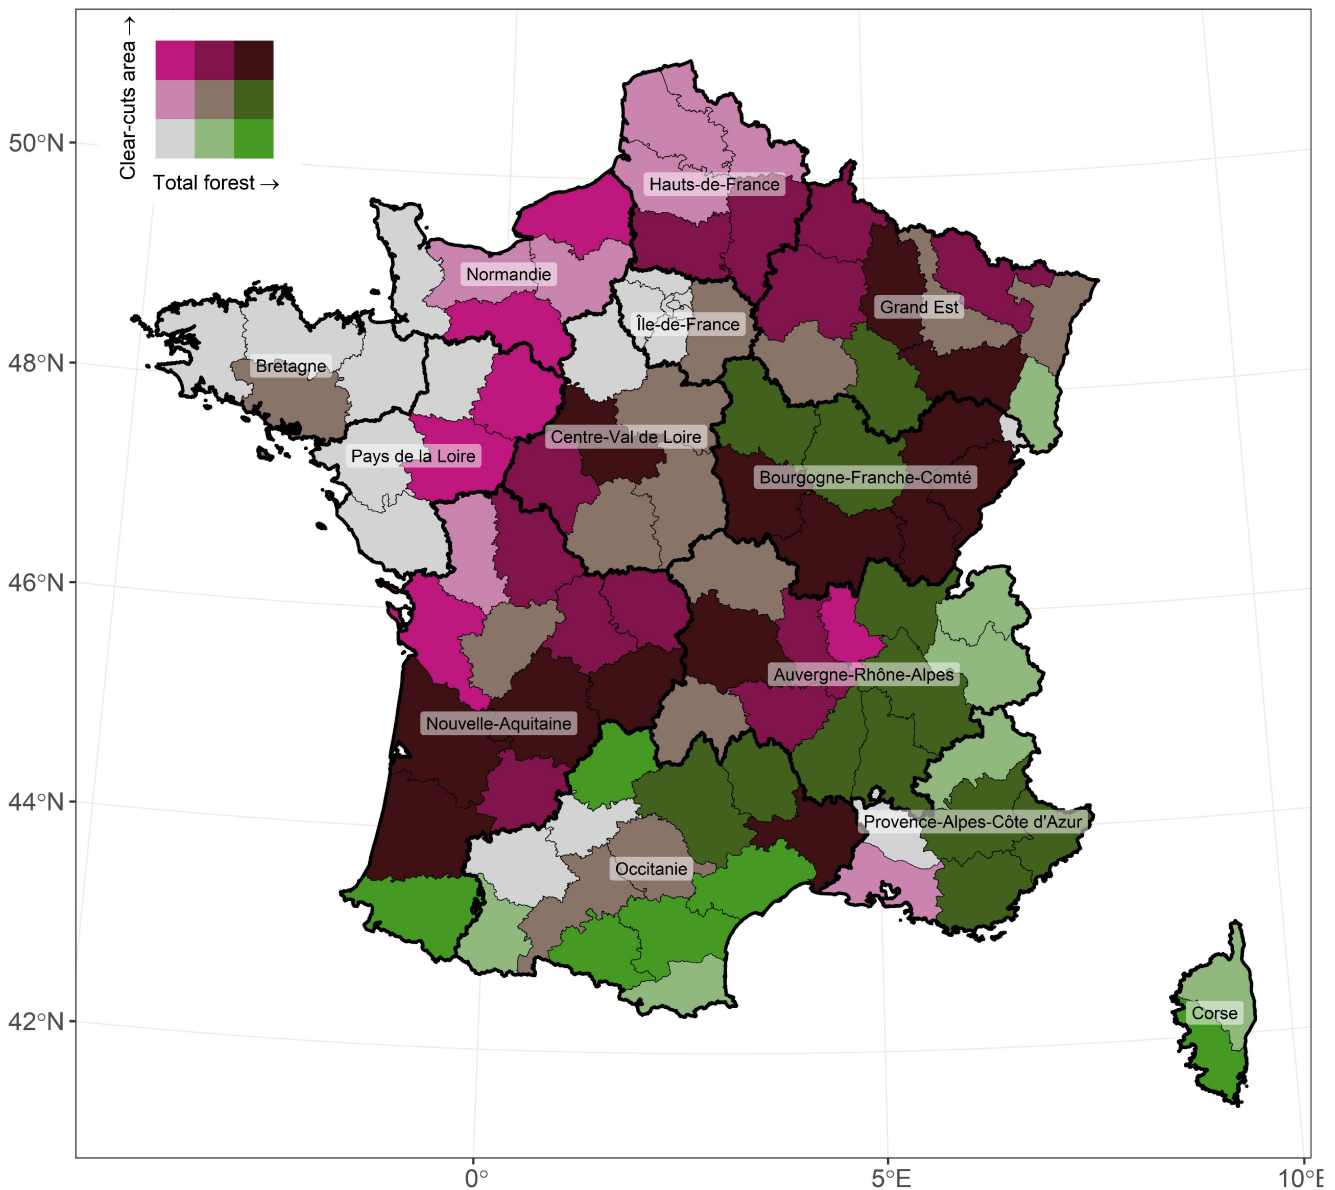 Clear-cuts area →
Total forest →
50°N
48°N
46°N
44°N
42°N
Hauts-de-France
Normandie
Grand Est
Île-de-France
Bretagne
Centre-Val de Loire
Pays de la Loire
Bourgogne-Franche-Comté
Auvergne-Rhône-Alpes
Nouvelle-Aquitaine
Provence-Alpes-Côte d'Azur
Occitanie
Corse
0°
5°E
10°E